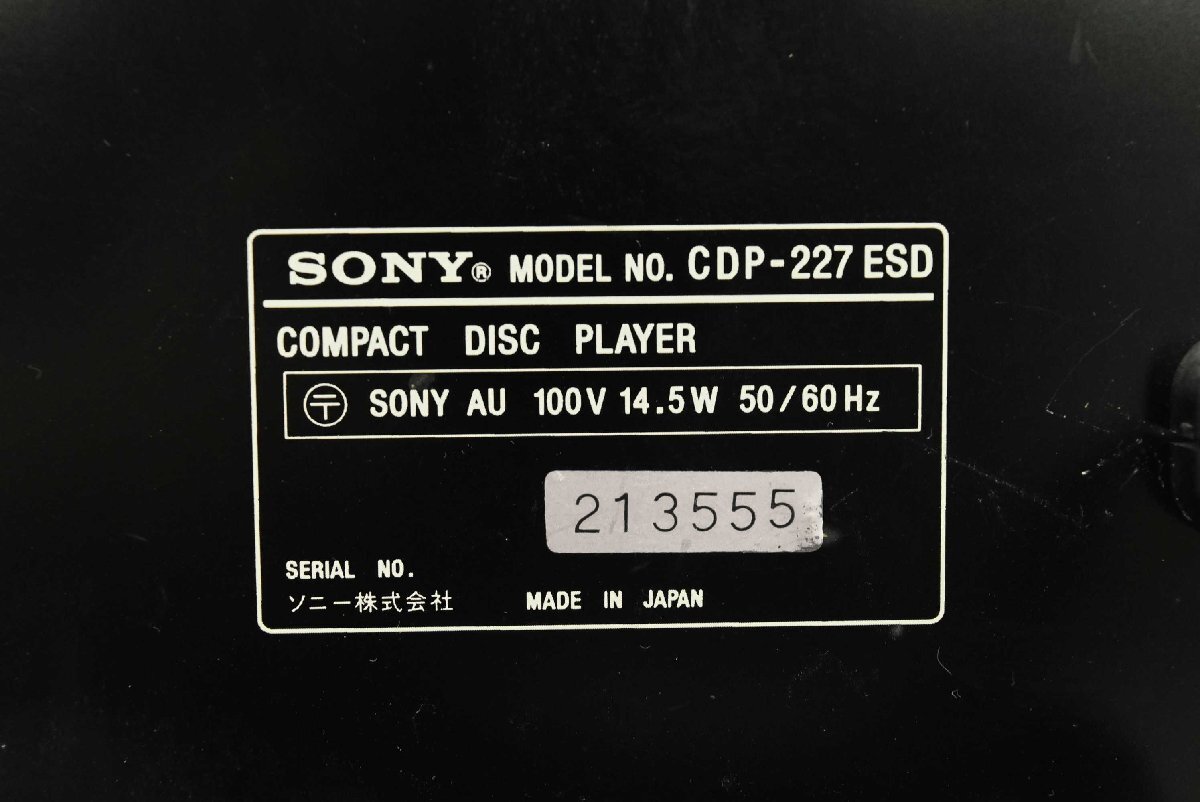 SONY® MODEL NO. CDP-227 ESD
COMPACT DISC PLAYER
〶 SONY AU 100V 14.5W 50/60Hz
213555
SERIAL NO.
ソニー株式会社 MADE IN JAPAN